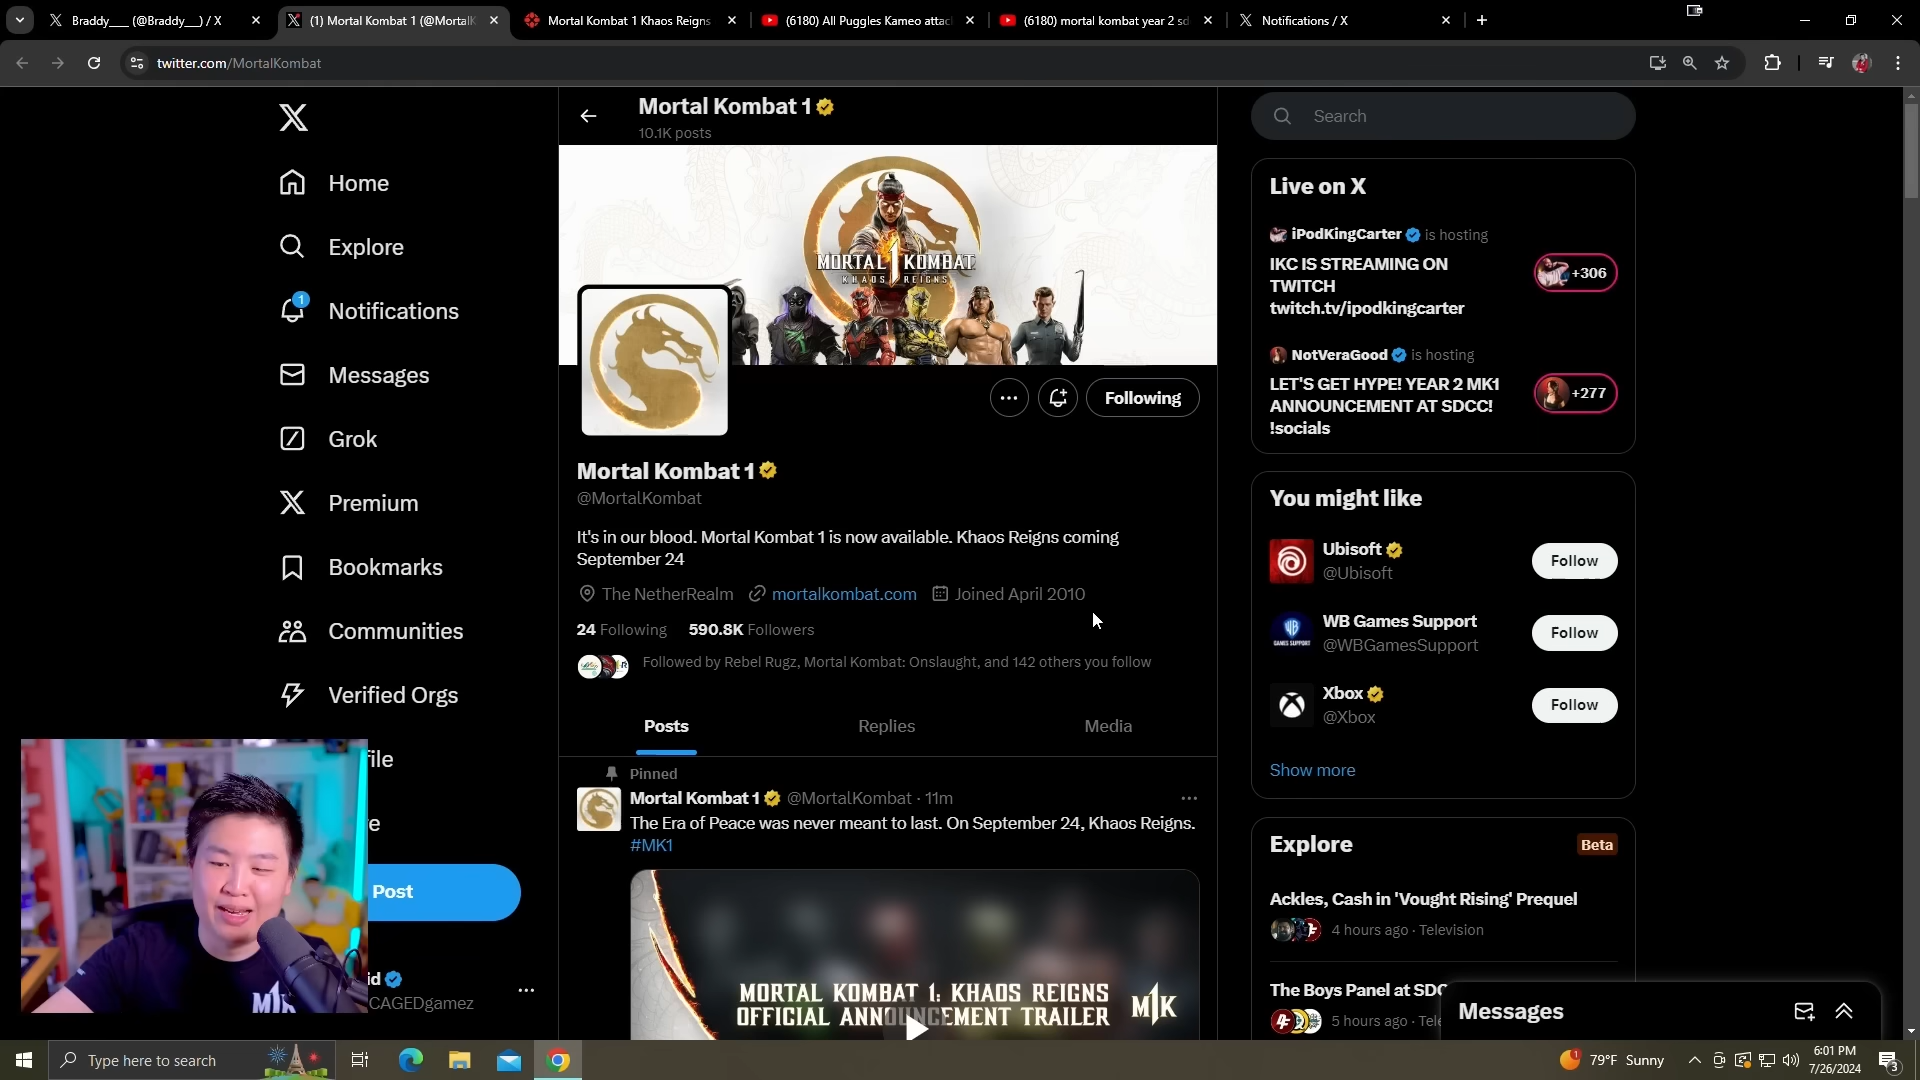 Braddy___ (@Braddy__) / X
(1) Mortal Kombat 1 (@MortalK
Mortal Kombat 1 Khaos Reigns
(6180) All Puggles Kameo attac
(6180) mortal kombat year 2 sd
Notifications / X
twitter.com/MortalKombat
Mortal Kombat 1
10.1K posts
Home
Explore
1
Notifications
Messages
Grok
Premium
Bookmarks
Communities
Verified Orgs
file
re
Post
id
CAGEDgamez
MORTAL 1 KOMBAT
KHAOS REIGNS
Following
Mortal Kombat 1
@MortalKombat
It's in our blood. Mortal Kombat 1 is now available. Khaos Reigns coming
September 24
The NetherRealm mortalkombat.com Joined April 2010
24 Following 590.8K Followers
Followed by Rebel Rugz, Mortal Kombat: Onslaught, and 142 others you follow
Posts Replies Media
Pinned
Mortal Kombat 1 @MortalKombat · 11m
The Era of Peace was never meant to last. On September 24, Khaos Reigns.
#MK1
MORTAL KOMBAT 1: KHAOS REIGNS
OFFICIAL ANNOUNCEMENT TRAILER
Search
Live on X
iPodKingCarter is hosting
IKC IS STREAMING ON
TWITCH
twitch.tv/ipodkingcarter
+306
NotVeraGood is hosting
LET'S GET HYPE! YEAR 2 MK1
ANNOUNCEMENT AT SDCC!
!socials
+277
You might like
Ubisoft
@Ubisoft
Follow
WB Games Support
@WBGamesSupport
Follow
Xbox
@Xbox
Follow
Show more
Explore
Beta
Ackles, Cash in 'Vought Rising' Prequel
4 hours ago · Television
The Boys Panel at SDC
5 hours ago · Tele
Messages
Type here to search
79°F Sunny
6:01 PM
7/26/2024
3